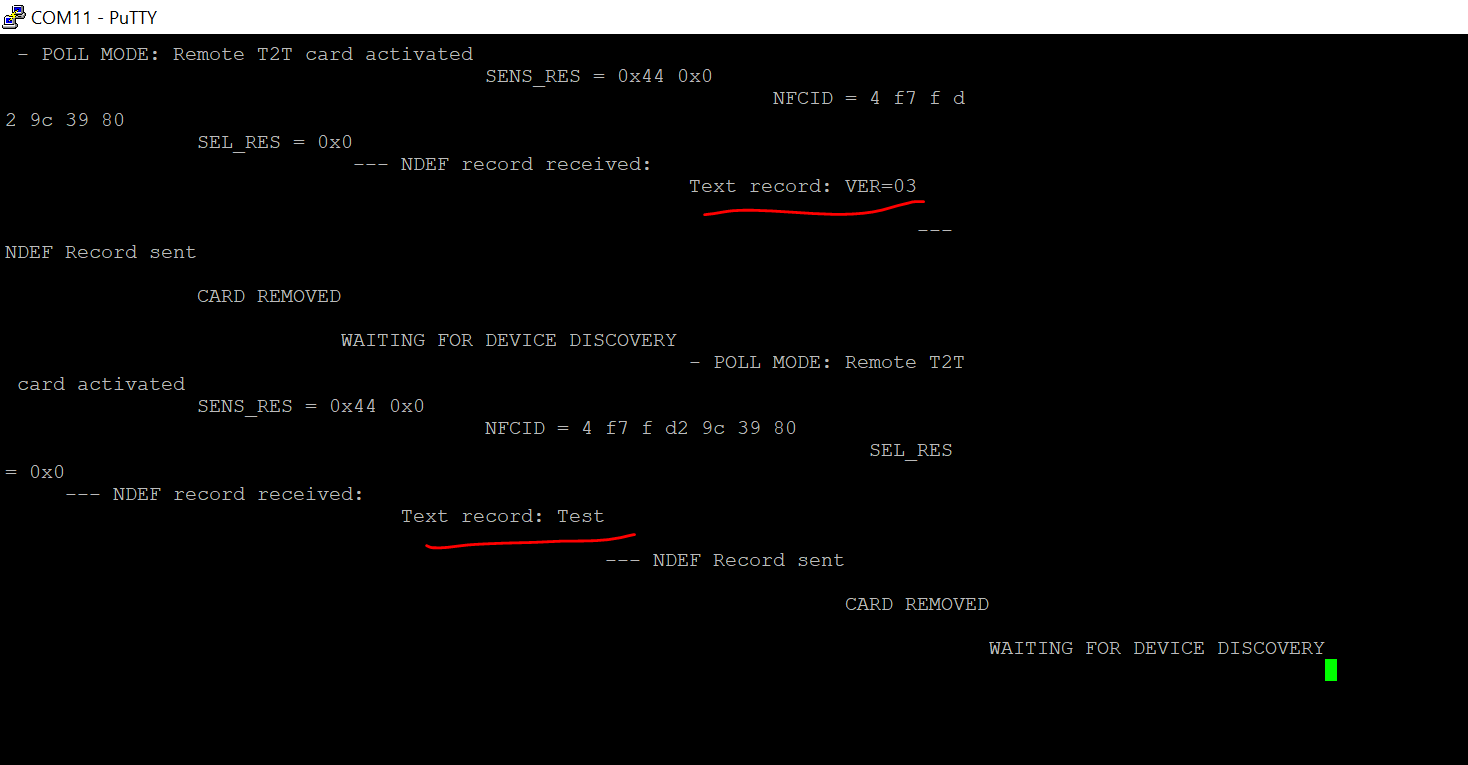 COM11 - PuTTY
- POLL MODE: Remote T2T card activated
SENS_RES = 0x44 0x0
NFCID = 4 f7 f d
2 9c 39 80
SEL_RES = 0x0
--- NDEF record received:
Text record: VER=03
---
NDEF Record sent
CARD REMOVED
WAITING FOR DEVICE DISCOVERY
- POLL MODE: Remote T2T
card activated
SENS_RES = 0x44 0x0
NFCID = 4 f7 f d2 9c 39 80
SEL_RES
= 0x0
--- NDEF record received:
Text record: Test
--- NDEF Record sent
CARD REMOVED
WAITING FOR DEVICE DISCOVERY